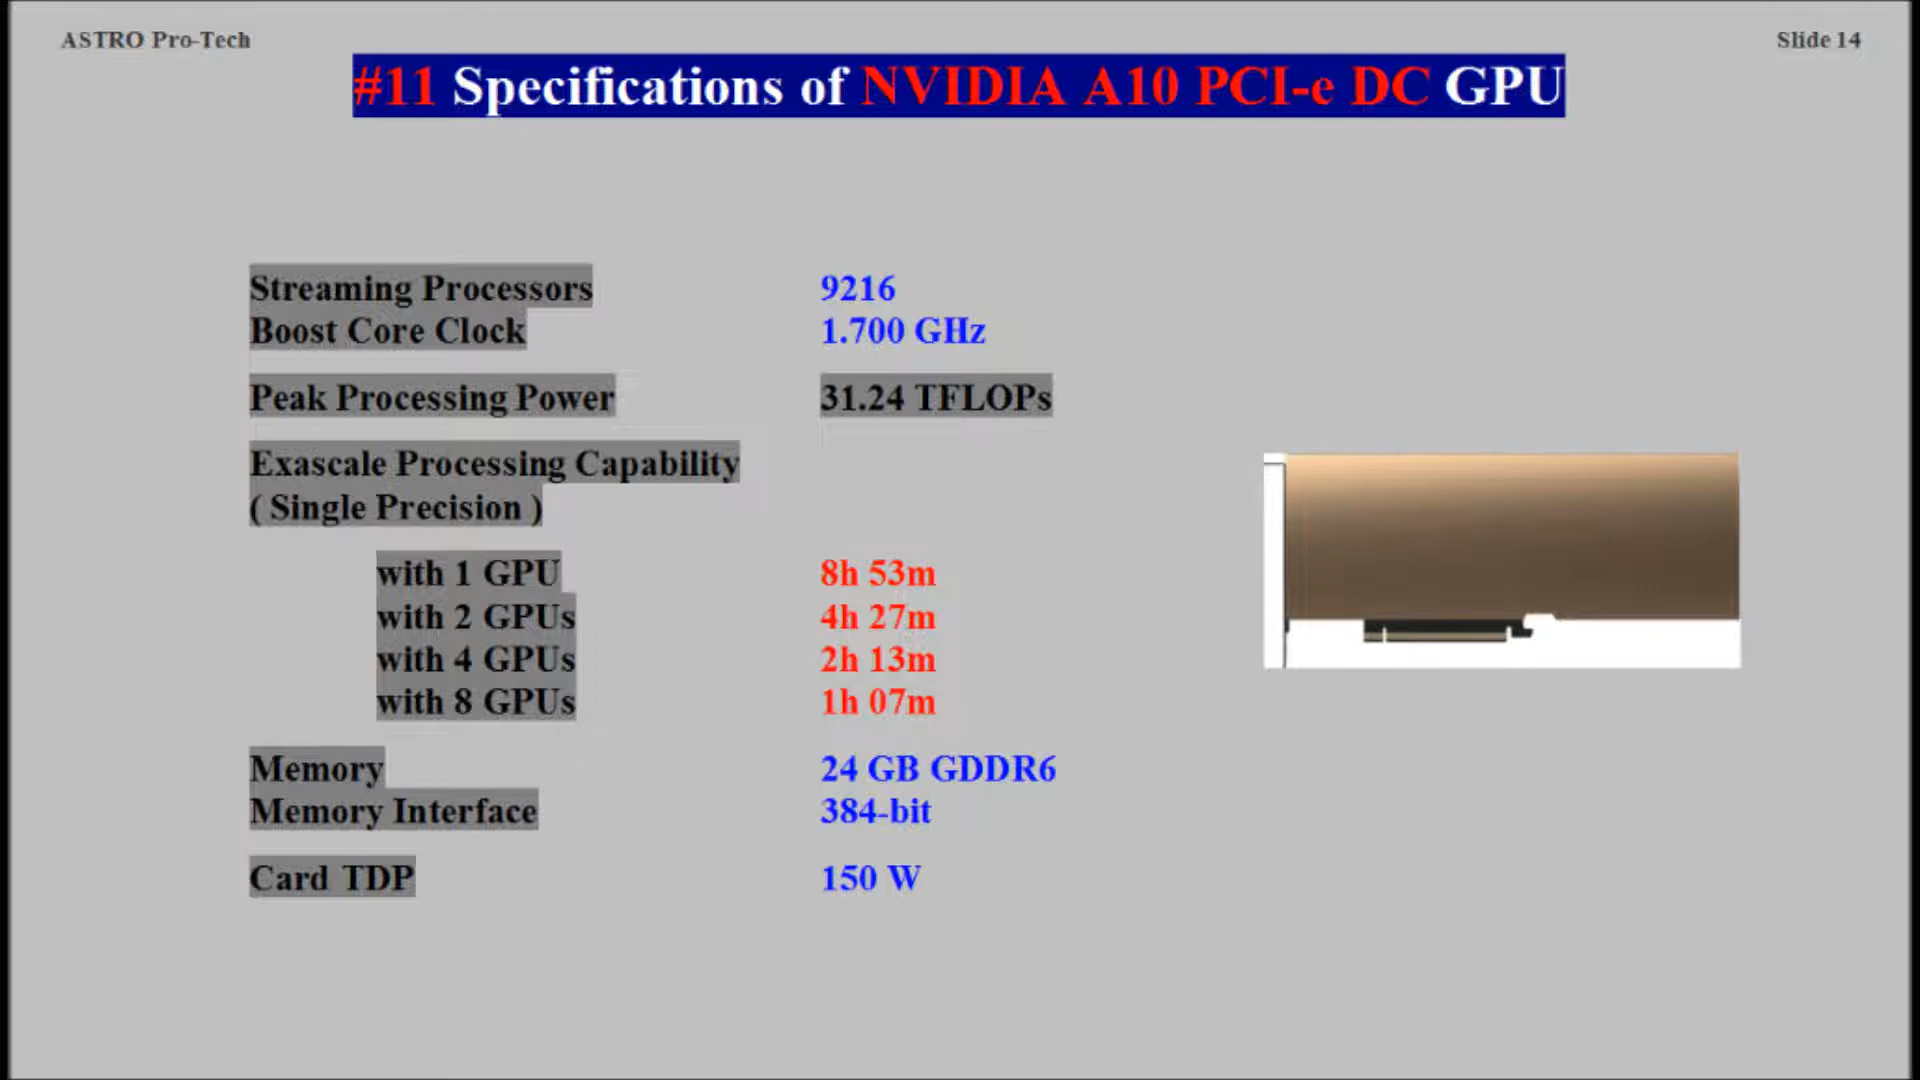 ASTRO Pro-Tech
Slide 14
#11 Specifications of NVIDIA A10 PCI-e DC GPU
Streaming Processors 9216
Boost Core Clock 1.700 GHz
Peak Processing Power 31.24 TFLOPs
Exascale Processing Capability
( Single Precision )
with 1 GPU 8h 53m
with 2 GPUs 4h 27m
with 4 GPUs 2h 13m
with 8 GPUs 1h 07m
Memory 24 GB GDDR6
Memory Interface 384-bit
Card TDP 150 W